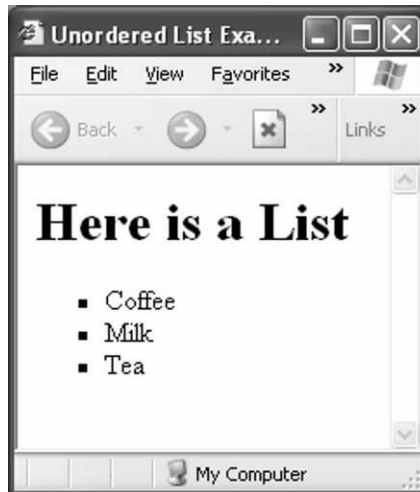 Unordered List Exa...
File Edit View Favorites »
Back » Links »
Here is a List
Coffee
Milk
Tea
My Computer